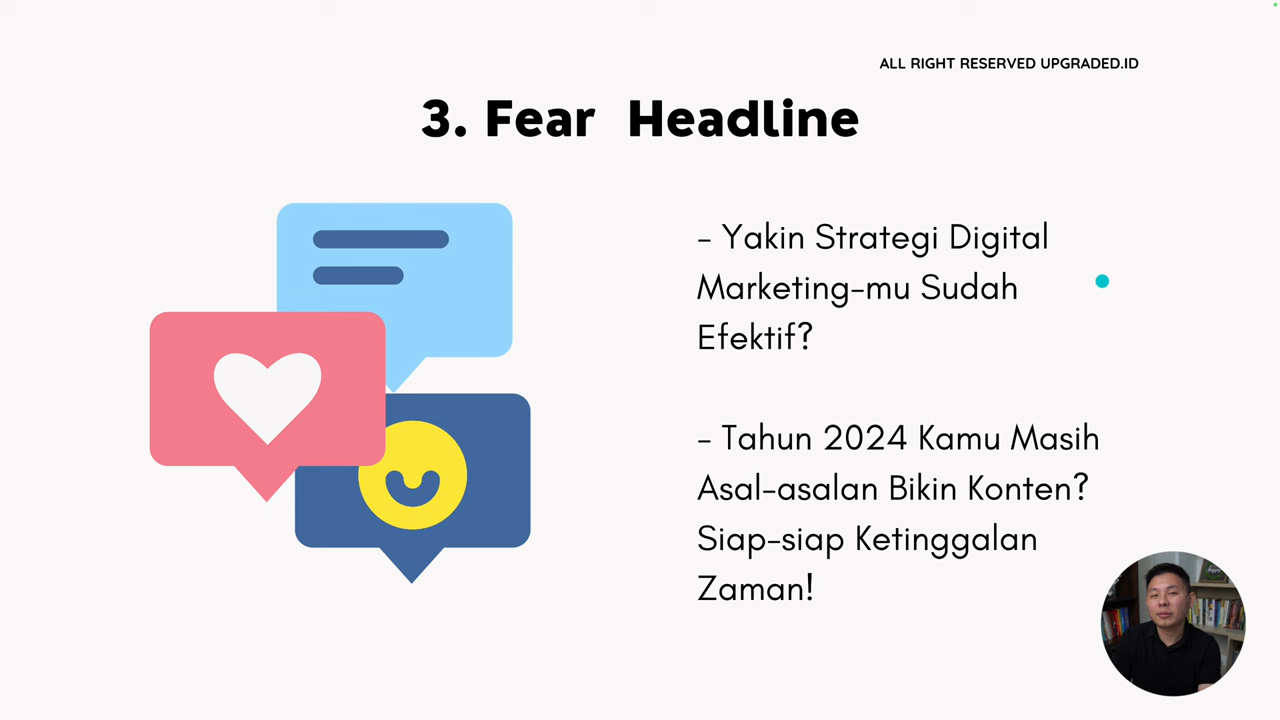 ALL RIGHT RESERVED UPGRADED.ID
3. Fear Headline
- Yakin Strategi Digital
Marketing-mu Sudah
Efektif?
- Tahun 2024 Kamu Masih
Asal-asalan Bikin Konten?
Siap-siap Ketinggalan
Zaman!